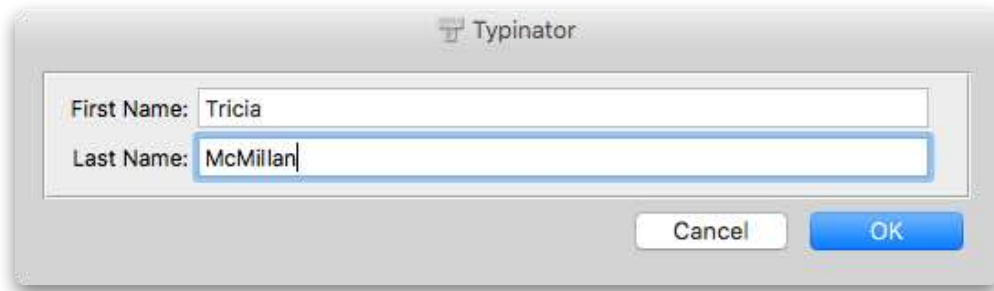 Typinator
First Name: Tricia
Last Name: McMillan
Cancel OK